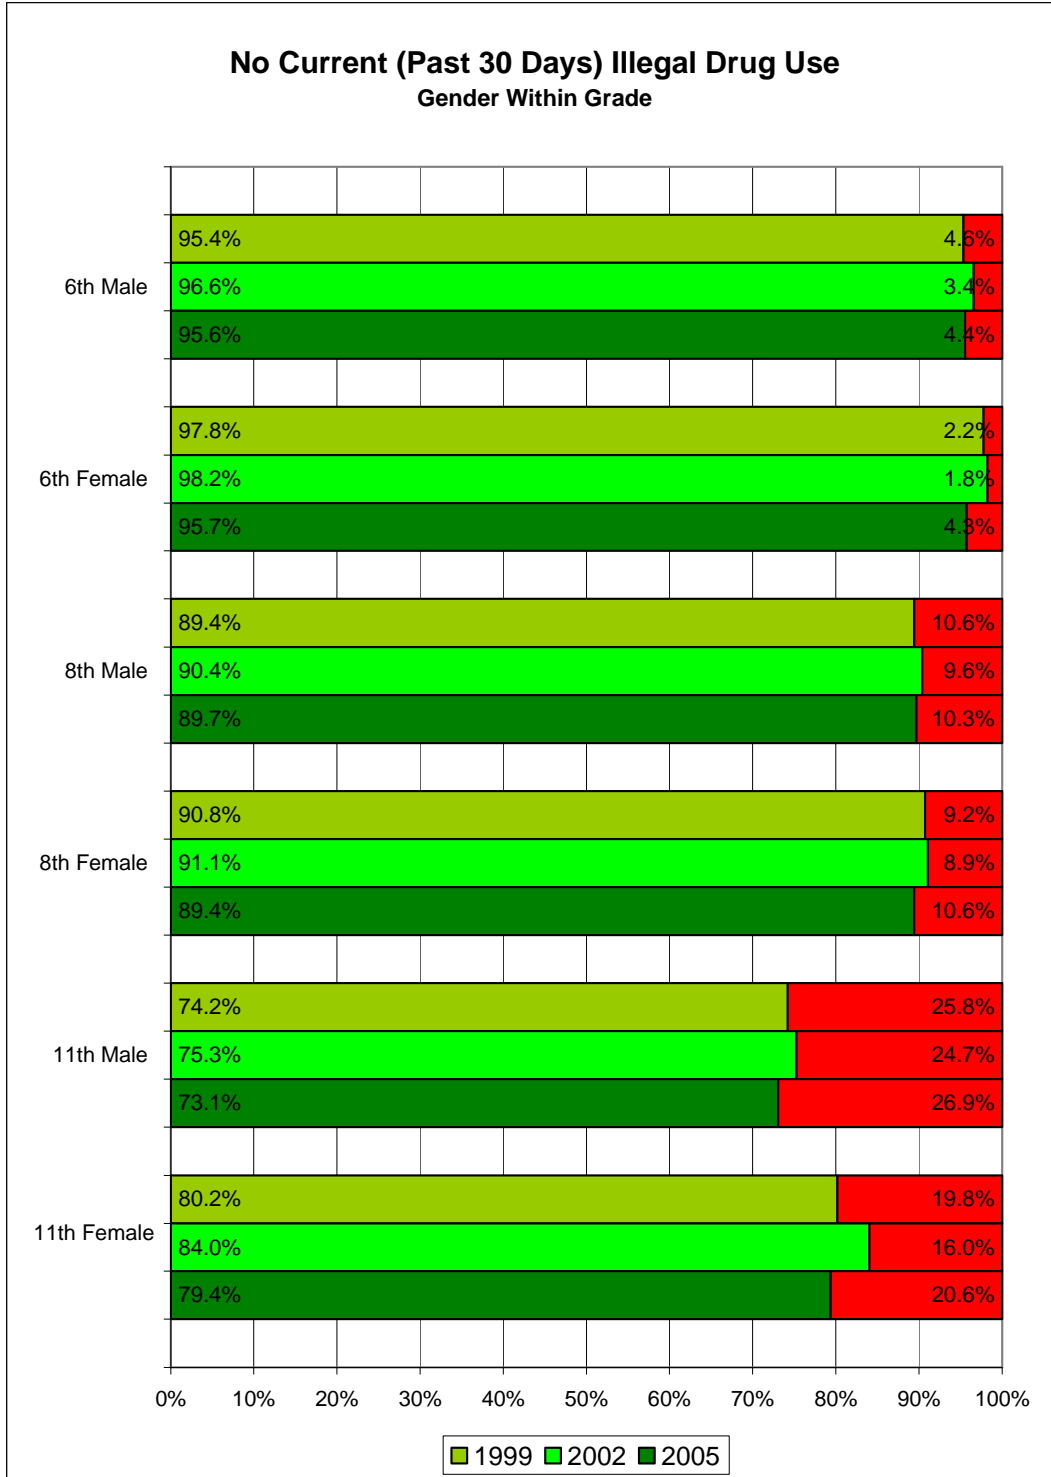 No Current (Past 30 Days) Illegal Drug Use
Gender Within Grade
6th Male
95.4% 4.6%
96.6% 3.4%
95.6% 4.4%
6th Female
97.8% 2.2%
98.2% 1.8%
95.7% 4.3%
8th Male
89.4% 10.6%
90.4% 9.6%
89.7% 10.3%
8th Female
90.8% 9.2%
91.1% 8.9%
89.4% 10.6%
11th Male
74.2% 25.8%
75.3% 24.7%
73.1% 26.9%
11th Female
80.2% 19.8%
84.0% 16.0%
79.4% 20.6%
0% 10% 20% 30% 40% 50% 60% 70% 80% 90% 100%
1999 2002 2005